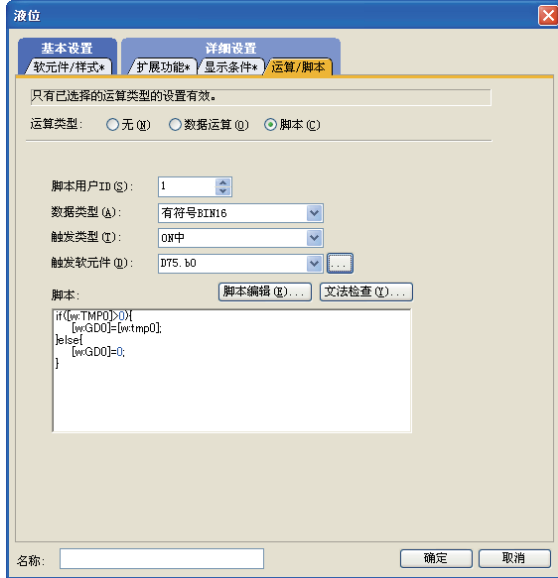 液位
基本设置
详细设置
软元件/样式*
扩展功能*
显示条件*
运算/脚本
只有已选择的运算类型的设置有效。
运算类型: 无(N) 数据运算(O) 脚本(C)
脚本用户ID(S): 1
数据类型(A): 有符号BIN16
触发类型(T): ON中
触发软元件(D): D75.b0 ...
脚本: 脚本编辑(E)... 文法检查(Y)...
if([w:TMP0]>0){
[w:GD0]=[w:tmp0];
}else{
[w:GD0]=0;
}
名称: 确定 取消